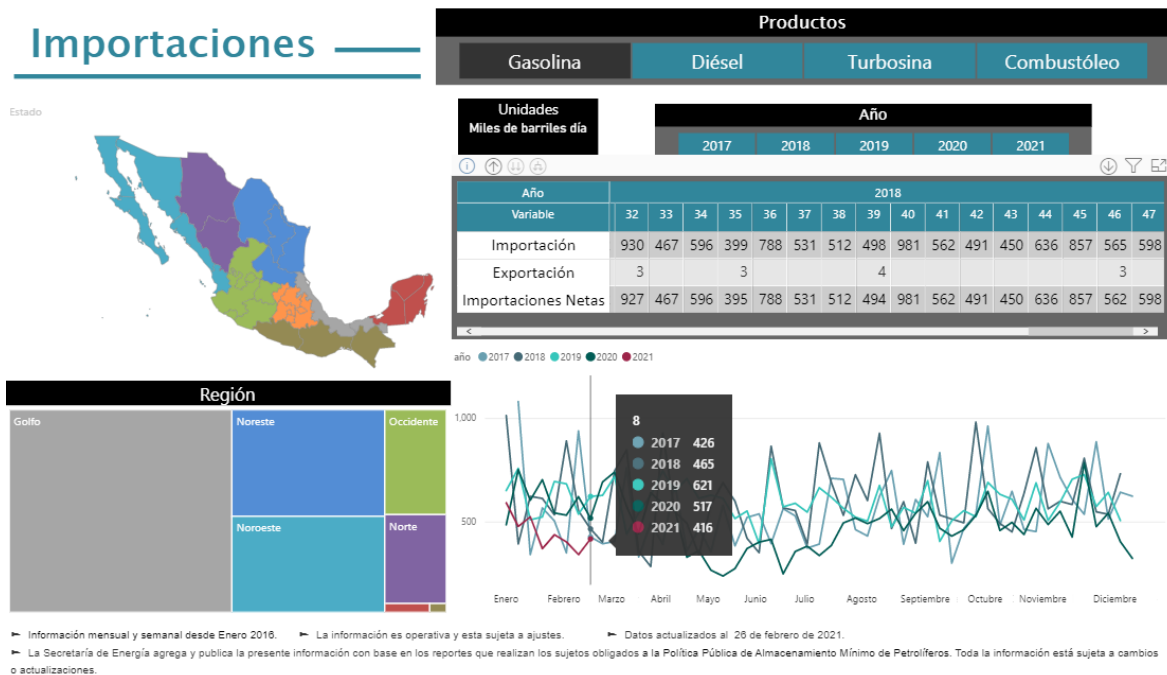 Importaciones
Productos
Gasolina Diésel Turbosina Combustóleo
Estado
Unidades
Miles de barriles día
Año
2017 2018 2019 2020 2021
Año 2018
Variable 32 33 34 35 36 37 38 39 40 41 42 43 44 45 46 47
Importación 930 467 596 399 788 531 512 498 981 562 491 450 636 857 565 598
Exportación 3 3 4 3
Importaciones Netas 927 467 596 395 788 531 512 494 981 562 491 450 636 857 562 598
año 2017 2018 2019 2020 2021
Región
Golfo Noreste Occidente
Noroeste Norte
1,000
500
8
2017 426
2018 465
2019 621
2020 517
2021 416
Enero Febrero Marzo Abril Mayo Junio Julio Agosto Septiembre Octubre Noviembre Diciembre
► Información mensual y semanal desde Enero 2016. ► La información es operativa y esta sujeta a ajustes. ► Datos actualizados al 26 de febrero de 2021.
► La Secretaría de Energía agrega y publica la presente información con base en los reportes que realizan los sujetos obligados a la Política Pública de Almacenamiento Mínimo de Petrolíferos. Toda la información está sujeta a cambios
o actualizaciones.